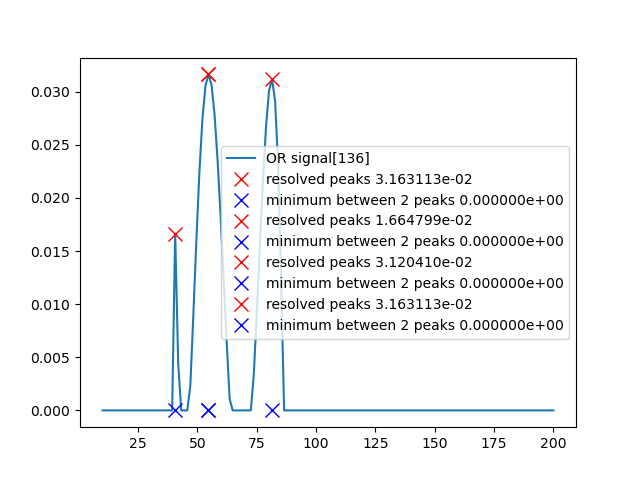 0.030
0.025
0.020
0.015
0.010
0.005
0.000
OR signal[136]
resolved peaks 3.163113e-02
minimum between 2 peaks 0.000000e+00
resolved peaks 1.664799e-02
minimum between 2 peaks 0.000000e+00
resolved peaks 3.120410e-02
minimum between 2 peaks 0.000000e+00
resolved peaks 3.163113e-02
minimum between 2 peaks 0.000000e+00
25 50 75 100 125 150 175 200